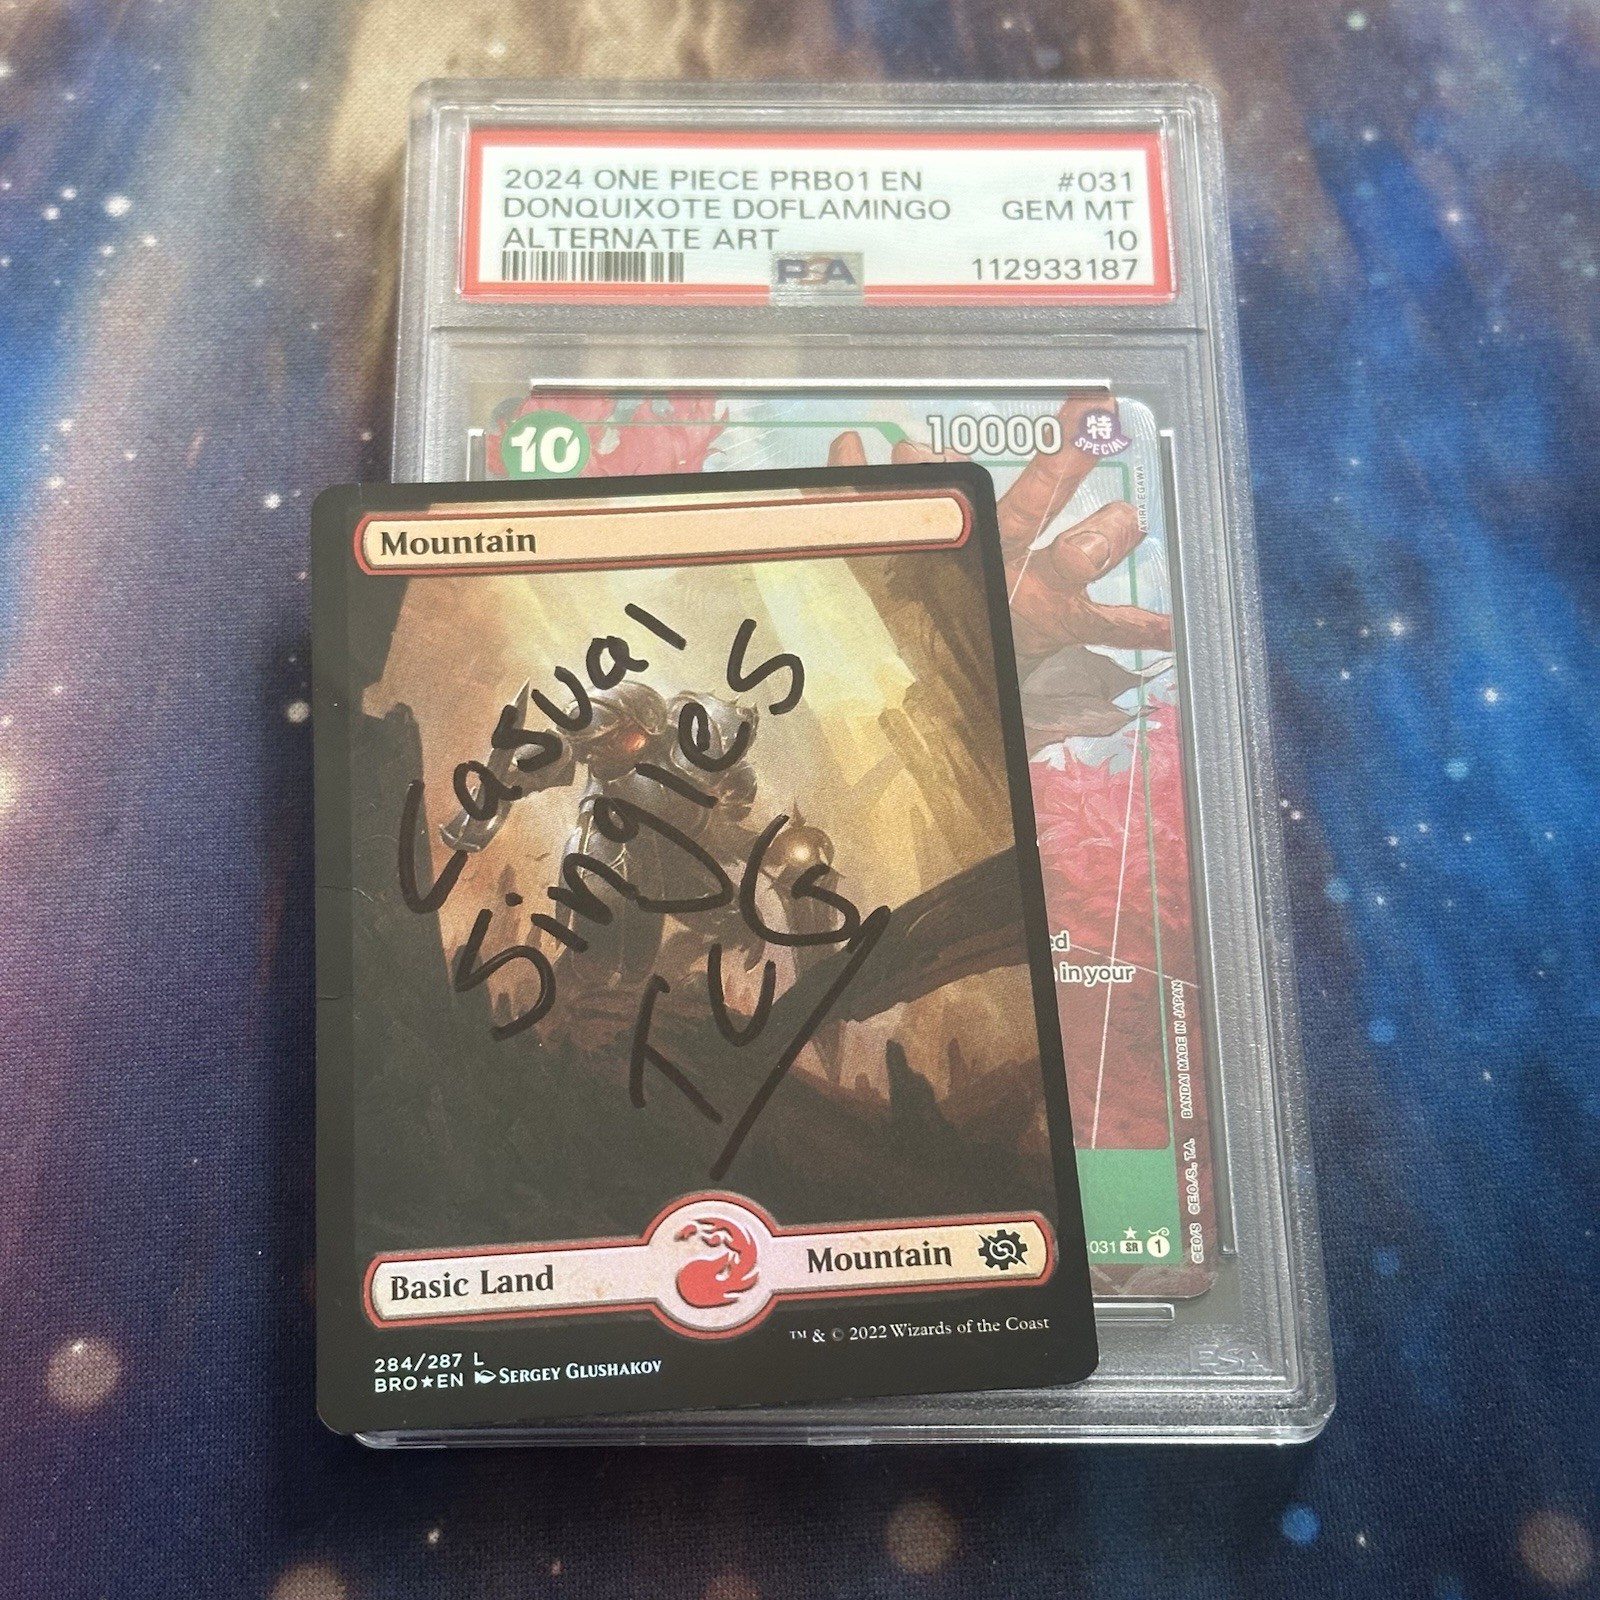 2024 ONE PIECE PRB01 EN #031
DONQUIXOTE DOFLAMINGO GEM MT
ALTERNATE ART 10
PSA 112933187
10 10000 特
SPECIAL
AKIRA EGAWA
Mountain
Casual
Singles
TCG
ed
in your
BANDAI MADE IN JAPAN
©E.O./S., T.A.
©EO/S
031 SR 1
Basic Land Mountain
™ & © 2022 Wizards of the Coast
284/287 L
BRO★EN SERGEY GLUSHAKOV